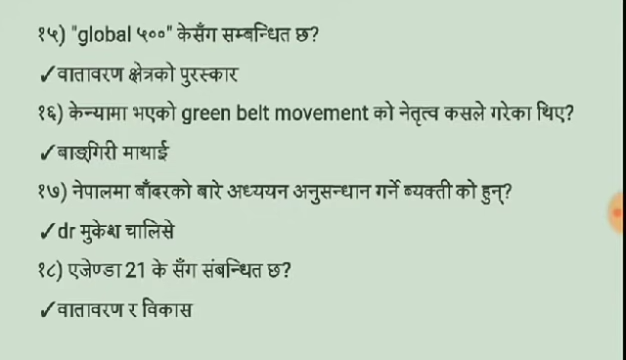 १५) "global ५००" केसँग सम्बन्धित छ?
✓वातावरण क्षेत्रको पुरस्कार
१६) केन्यामा भएको green belt movement को नेतृत्व कसले गरेका थिए?
✓बाङ्गिरी माथाई
१७) नेपालमा बाँदरको बारे अध्ययन अनुसन्धान गर्ने ब्यक्ती को हुन्?
✓dr मुकेश चालिसे
१८) एजेण्डा 21 के सँग संबन्धित छ?
✓वातावरण र विकास